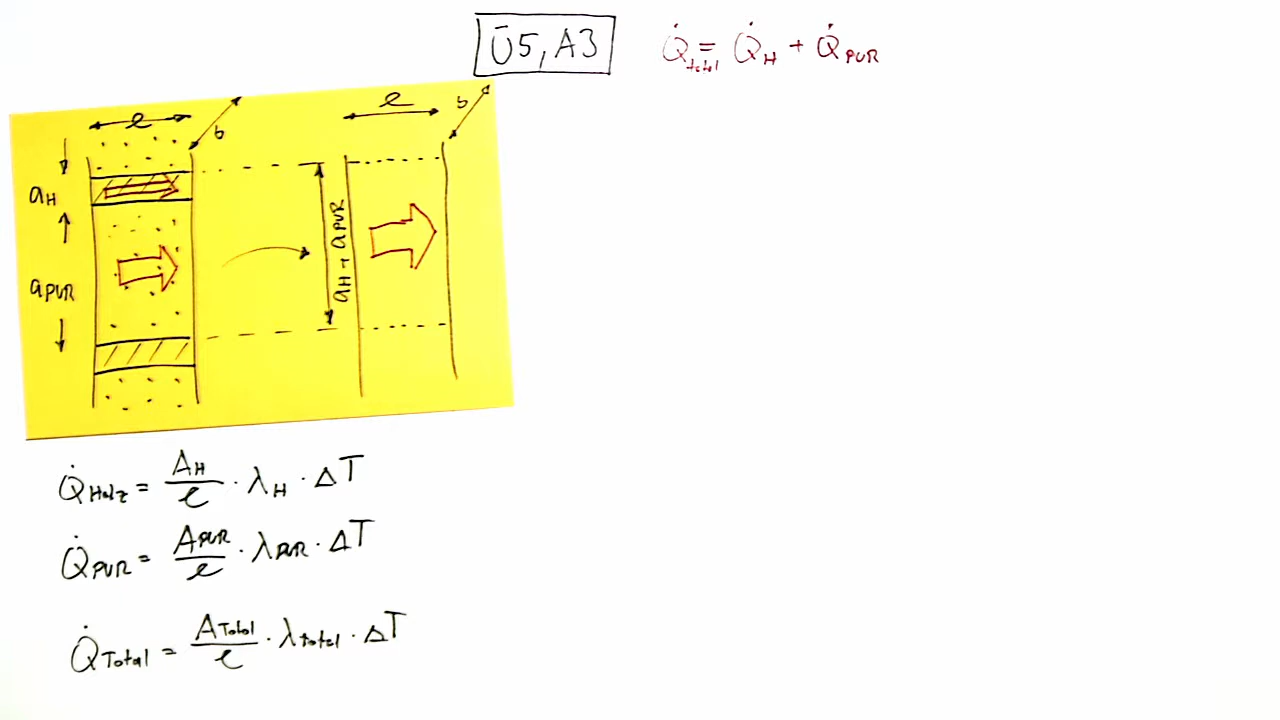 Ü5, A3
Q̇total = Q̇H + Q̇PUR
l
b
l
b
aH
aPUR
aH + aPUR
Q̇Holz = AH/l · λH · ΔT
Q̇PUR = APUR/l · λPUR · ΔT
Q̇Total = ATotal/l · λtotal · ΔT